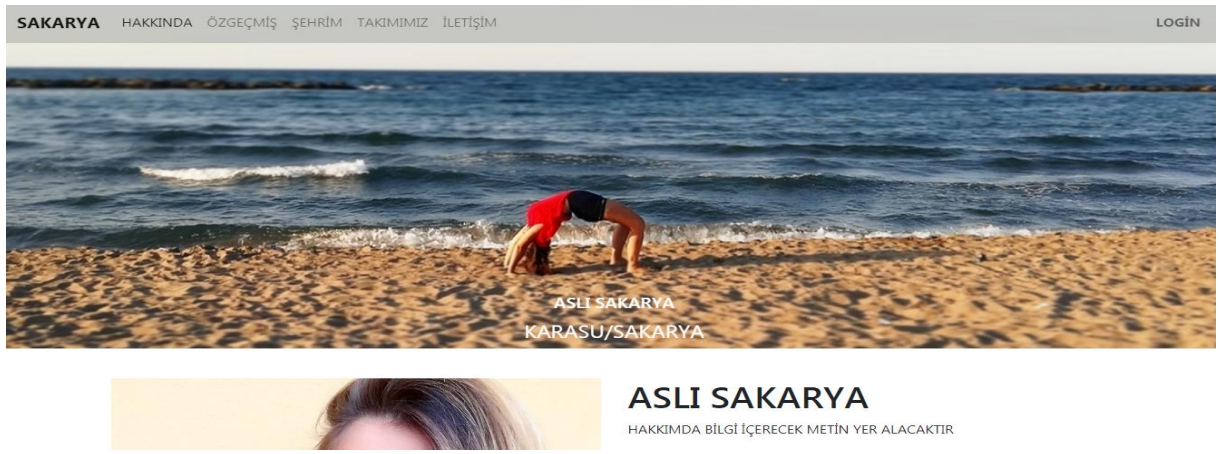 SAKARYA HAKKINDA ÖZGEÇMİŞ ŞEHRİM TAKIMIMIZ İLETİŞİM LOGİN
ASLI SAKARYA
KARASU/SAKARYA
ASLI SAKARYA
HAKKIMDA BİLGİ İÇERECEK METİN YER ALACAKTIR